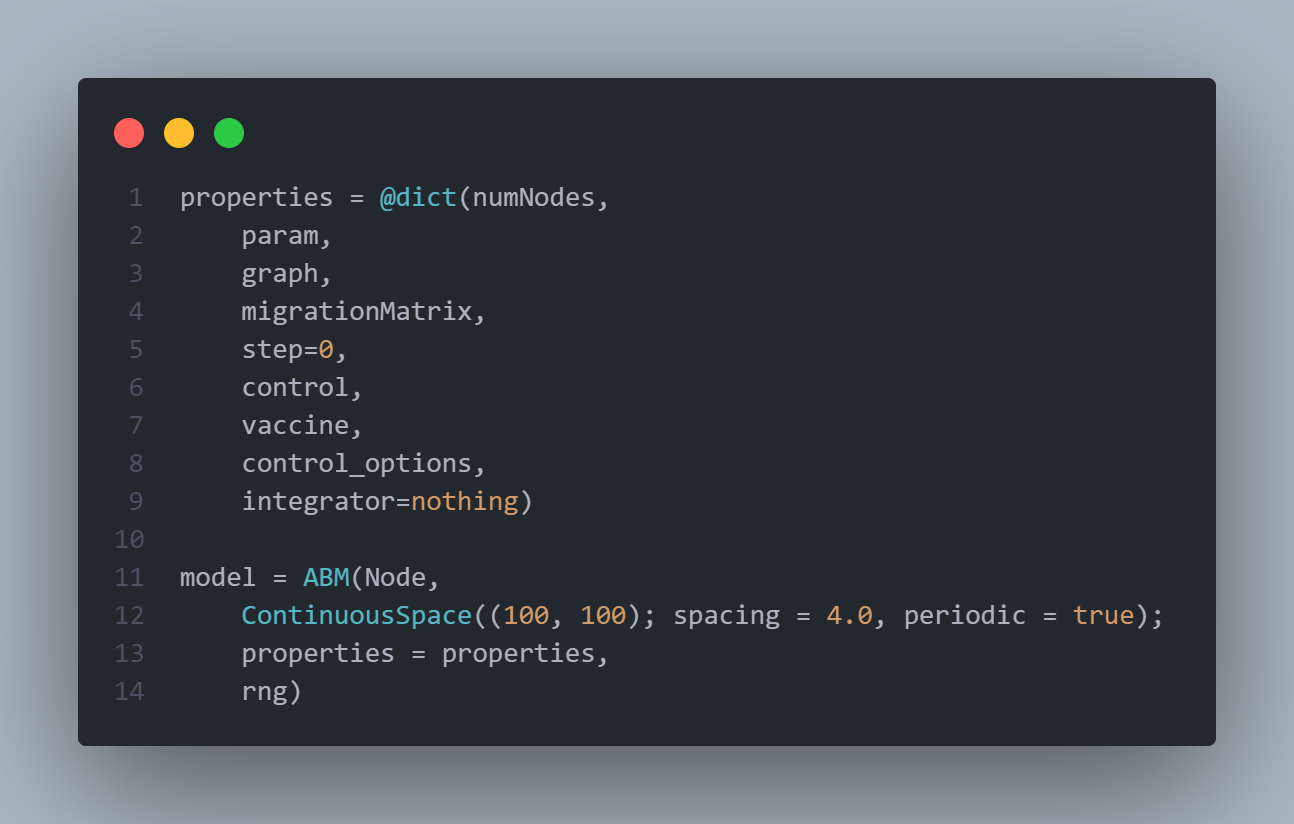 1 properties = @dict(numNodes,
2     param,
3     graph,
4     migrationMatrix,
5     step=0,
6     control,
7     vaccine,
8     control_options,
9     integrator=nothing)
10
11 model = ABM(Node,
12     ContinuousSpace((100, 100); spacing = 4.0, periodic = true);
13     properties = properties,
14     rng)